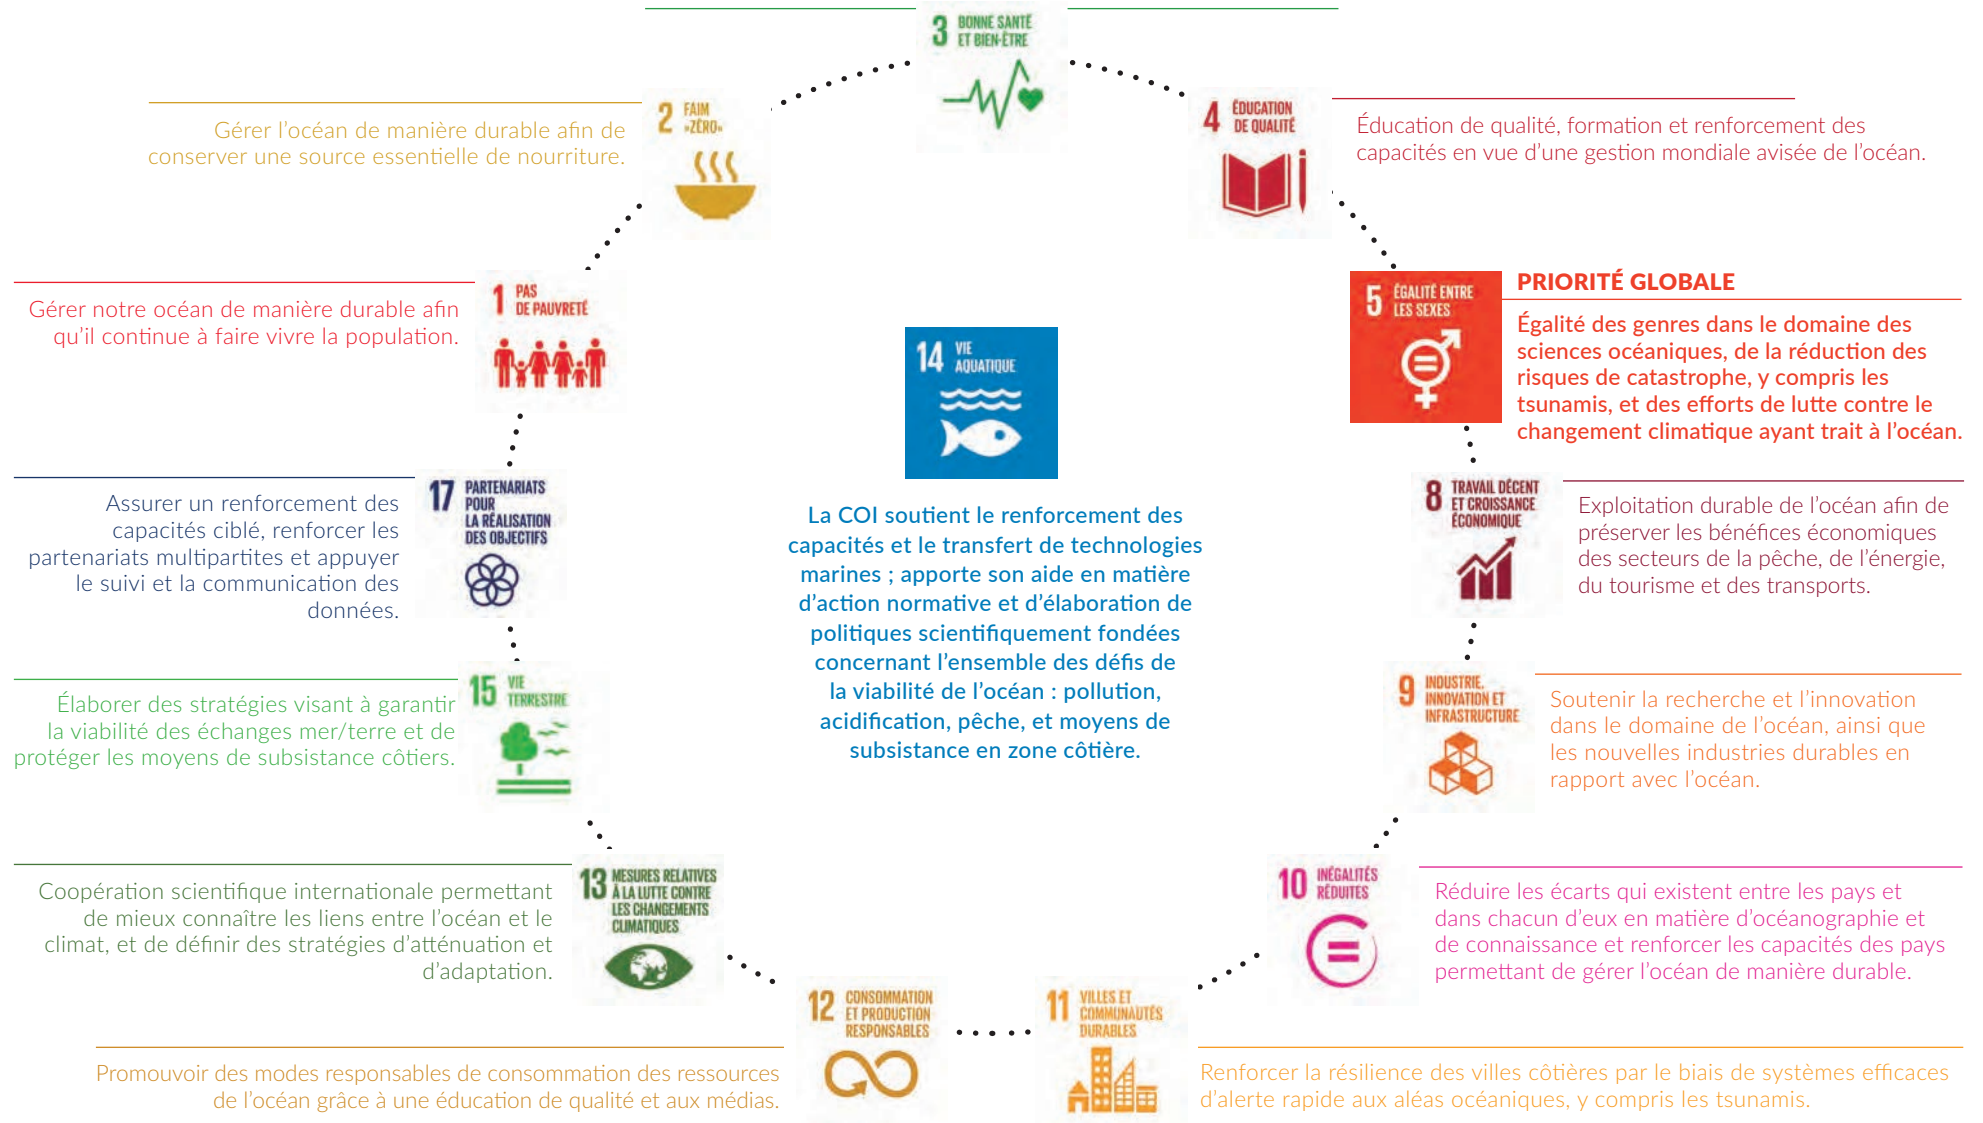 3 BONNE SANTÉ
ET BIEN-ÊTRE
2 FAIM
«ZÉRO»
Gérer l’océan de manière durable afin de
conserver une source essentielle de nourriture.
4 ÉDUCATION
DE QUALITÉ
Éducation de qualité, formation et renforcement des
capacités en vue d’une gestion mondiale avisée de l’océan.
1 PAS
DE PAUVRETÉ
Gérer notre océan de manière durable afin
qu’il continue à faire vivre la population.
5 ÉGALITÉ ENTRE
LES SEXES
PRIORITÉ GLOBALE
Égalité des genres dans le domaine des
sciences océaniques, de la réduction des
risques de catastrophe, y compris les
tsunamis, et des efforts de lutte contre le
changement climatique ayant trait à l’océan.
14 VIE
AQUATIQUE
La COI soutient le renforcement des
capacités et le transfert de technologies
marines ; apporte son aide en matière
d’action normative et d’élaboration de
politiques scientifiquement fondées
concernant l’ensemble des défis de
la viabilité de l’océan : pollution,
acidification, pêche, et moyens de
subsistance en zone côtière.
17 PARTENARIATS
POUR
LA RÉALISATION
DES OBJECTIFS
Assurer un renforcement des
capacités ciblé, renforcer les
partenariats multipartites et appuyer
le suivi et la communication des
données.
8 TRAVAIL DÉCENT
ET CROISSANCE
ÉCONOMIQUE
Exploitation durable de l’océan afin de
préserver les bénéfices économiques
des secteurs de la pêche, de l’énergie,
du tourisme et des transports.
15 VIE
TERRESTRE
Élaborer des stratégies visant à garantir
la viabilité des échanges mer/terre et de
protéger les moyens de subsistance côtiers.
9 INDUSTRIE,
INNOVATION ET
INFRASTRUCTURE
Soutenir la recherche et l’innovation
dans le domaine de l’océan, ainsi que
les nouvelles industries durables en
rapport avec l’océan.
13 MESURES RELATIVES
À LA LUTTE CONTRE
LES CHANGEMENTS
CLIMATIQUES
Coopération scientifique internationale permettant
de mieux connaître les liens entre l’océan et le
climat, et de définir des stratégies d’atténuation et
d’adaptation.
10 INÉGALITÉS
RÉDUITES
Réduire les écarts qui existent entre les pays et
dans chacun d’eux en matière d’océanographie et
de connaissance et renforcer les capacités des pays
permettant de gérer l’océan de manière durable.
12 CONSOMMATION
ET PRODUCTION
RESPONSABLES
Promouvoir des modes responsables de consommation des ressources
de l’océan grâce à une éducation de qualité et aux médias.
11 VILLES ET
COMMUNAUTÉS
DURABLES
Renforcer la résilience des villes côtières par le biais de systèmes efficaces
d’alerte rapide aux aléas océaniques, y compris les tsunamis.